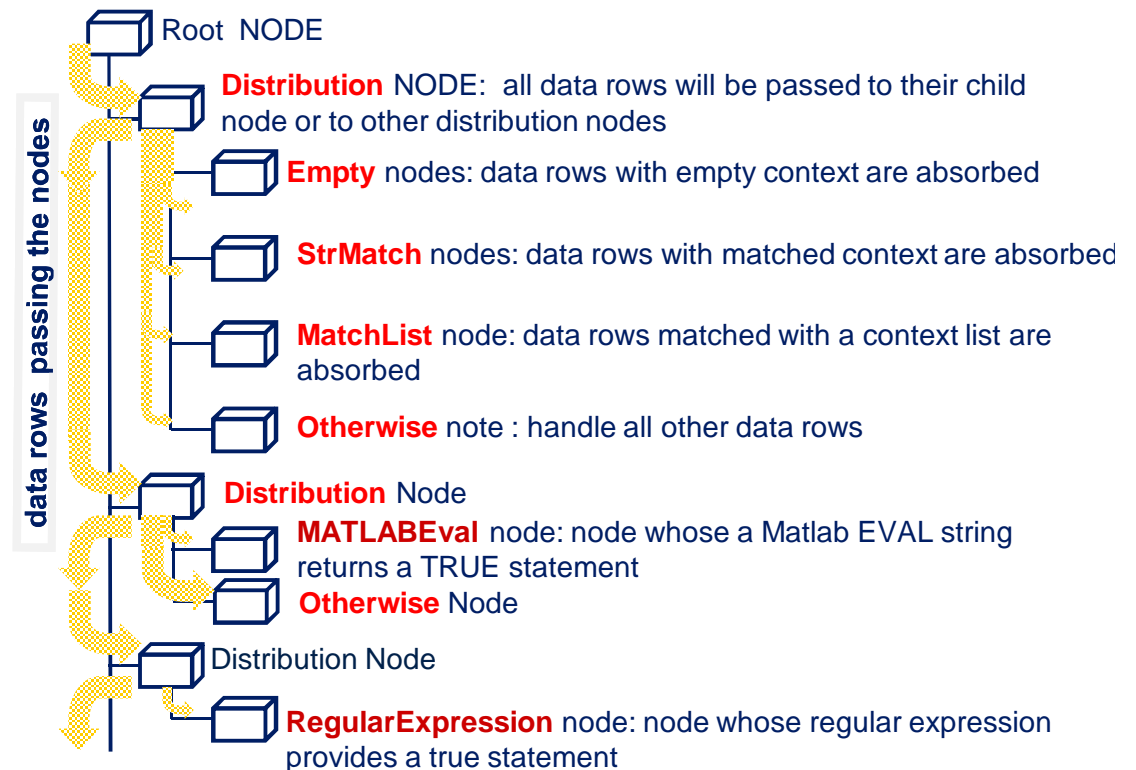 Root NODE
Distribution NODE: all data rows will be passed to their child
node or to other distribution nodes
data rows passing the nodes
Empty nodes: data rows with empty context are absorbed
StrMatch nodes: data rows with matched context are absorbed
MatchList node: data rows matched with a context list are
absorbed
Otherwise note : handle all other data rows
Distribution Node
MATLABEval node: node whose a Matlab EVAL string
returns a TRUE statement
Otherwise Node
Distribution Node
RegularExpression node: node whose regular expression
provides a true statement